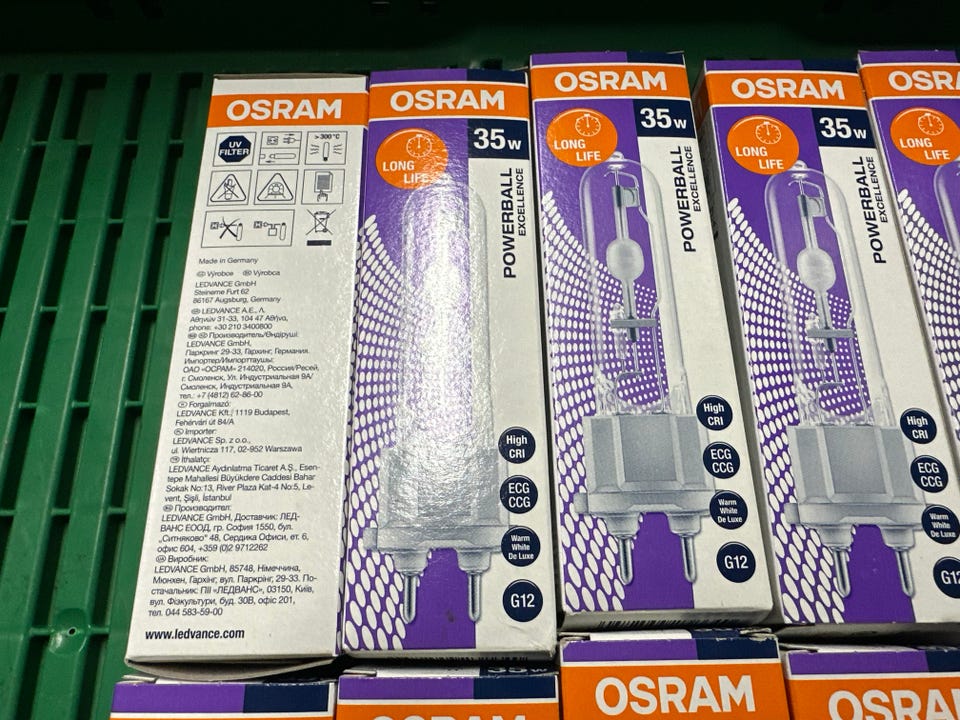 OSRAM
UV
FILTER
> 300 °C
Made in Germany
CZ Výrobce SK Výrobca
LEDVANCE GmbH
Steinerne Furt 62
86167 Augsburg, Germany
GR LEDVANCE A.E., Λ.
Αθηνών 31-33, 104 47 Αθήνα,
phone: +30 210 3400800
Производитель/Өндіруші:
LEDVANCE GmbH,
Паркринг 29-33, Гархинг, Германия.
Импортер/Импорттаушы:
ОАО «ОСРАМ» 214020, Россия/Ресей,
г. Смоленск, Ул. Индустриальная 9А/
Смоленск, Индустриальная 9А,
тел.: +7 (4812) 62-86-00
Forgalmazó:
LEDVANCE Kft., 1119 Budapest,
Fehérvári út 84/A
Importer:
LEDVANCE Sp. z o.o.,
ul. Wiertnicza 117, 02-952 Warszawa
İthalatçı:
LEDVANCE Aydınlatma Ticaret A.Ş., Esen-
tepe Mahallesi Büyükdere Caddesi Bahar
Sokak No:13, River Plaza Kat-4 No:5, Le-
vent, Şişli, İstanbul
Производител:
LEDVANCE GmbH, Доставчик: ЛЕД-
ВАНС ЕООД, гр. София 1550, бул.
„Ситняково“ 48, Сердика Офиси, ет. 6,
офис 604, +359 (0)2 9712262
Виробник:
LEDVANCE GmbH, 85748, Німеччина,
Мюнхен, Гархінг, вул. Паркрінг, 29-33. По-
стачальник: ПІІ «ЛЕДВАНС», 03150, Київ,
вул. Фізкультури, буд. 30В, офіс 201,
тел. 044 583-59-00
www.ledvance.com
OSRAM
35 W
LONG
LIFE
POWERBALL
EXCELLENCE
High
CRI
ECG
CCG
Warm
White
De Luxe
G12
OSRAM
35 W
LONG
LIFE
POWERBALL
EXCELLENCE
High
CRI
ECG
CCG
Warm
White
De Luxe
G12
OSRAM
35 W
LONG
LIFE
POWERBALL
EXCELLENCE
High
CRI
ECG
CCG
Warm
White
De Luxe
G12
OSRA
LONG
LIFE
35 W
OSRAM
OSRAM
OSRA